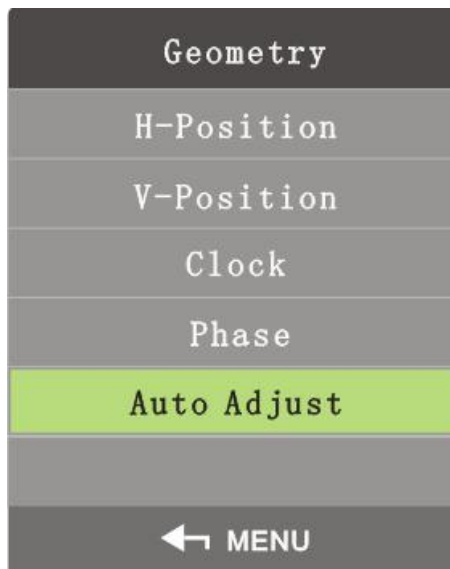 Geometry
H-Position
V-Position
Clock
Phase
Auto Adjust
MENU